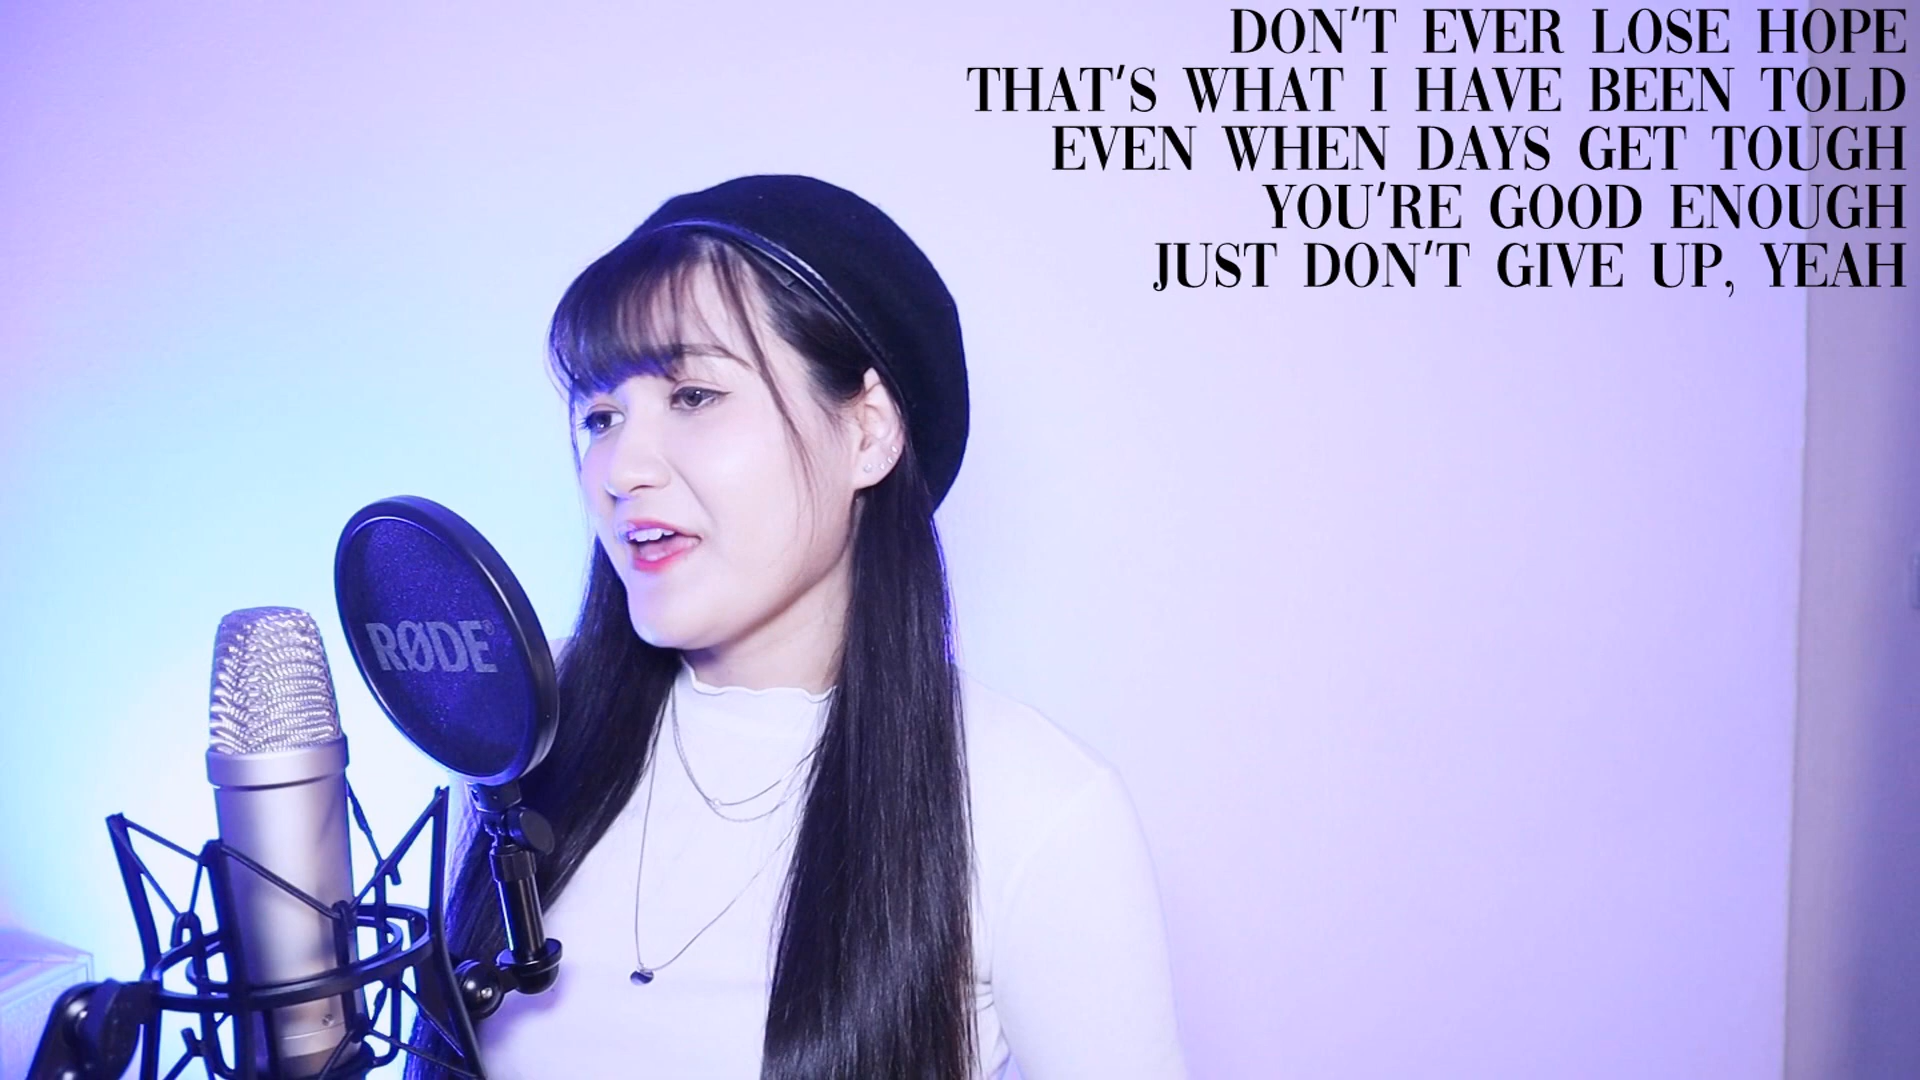 DON'T EVER LOSE HOPE
THAT'S WHAT I HAVE BEEN TOLD
EVEN WHEN DAYS GET TOUGH
YOU'RE GOOD ENOUGH
JUST DON'T GIVE UP, YEAH
RØDE®